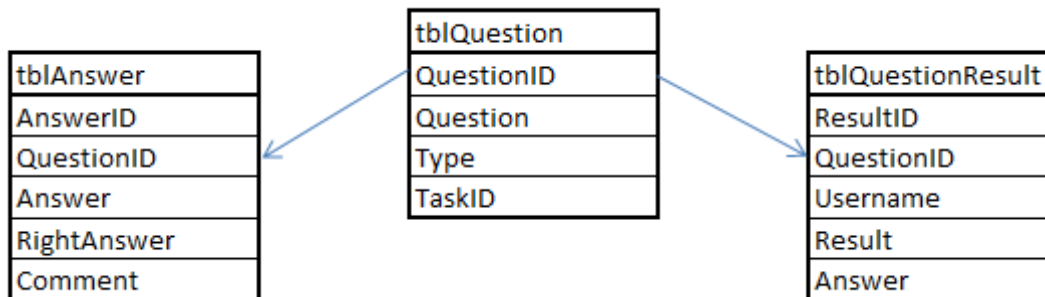 tblAnswer
AnswerID
QuestionID
Answer
RightAnswer
Comment
tblQuestion
QuestionID
Question
Type
TaskID
tblQuestionResult
ResultID
QuestionID
Username
Result
Answer